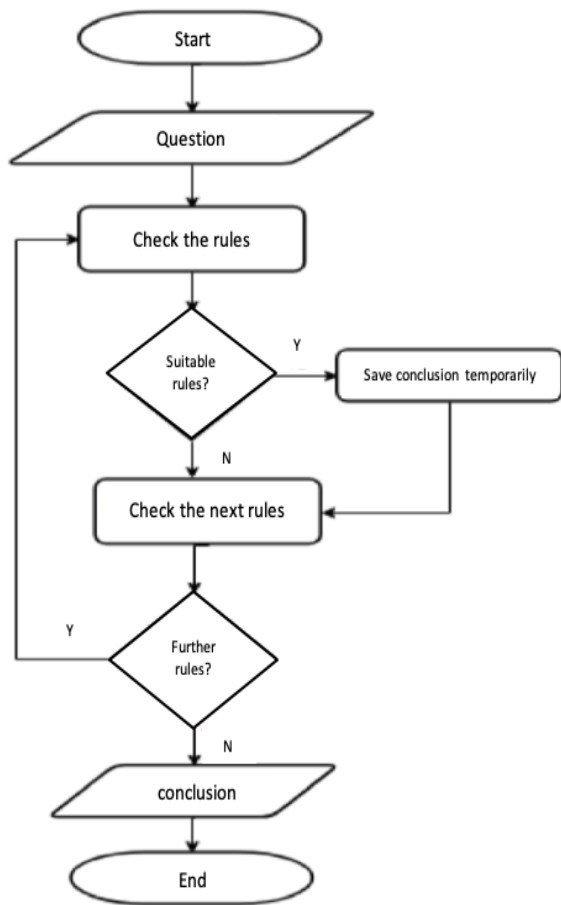 Start
Question
Check the rules
Suitable
rules?
Y
Save conclusion temporarily
N
Check the next rules
Y
Further
rules?
N
conclusion
End